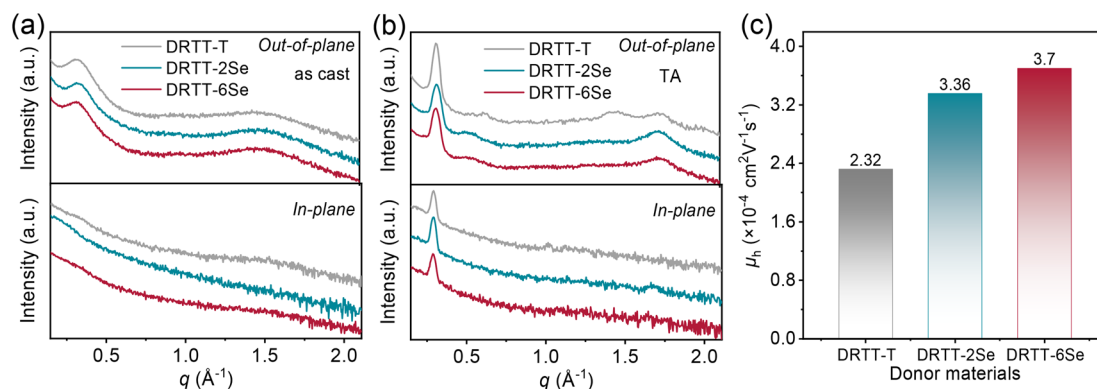 (a)
Intensity (a.u.)
DRTT-T
DRTT-2Se
DRTT-6Se
Out-of-plane
as cast
Intensity (a.u.)
In-plane
0.5 1.0 1.5 2.0
q (Å⁻¹)
(b)
Intensity (a.u.)
DRTT-T
DRTT-2Se
DRTT-6Se
Out-of-plane
TA
Intensity (a.u.)
In-plane
0.5 1.0 1.5 2.0
q (Å⁻¹)
(c)
μh (×10⁻⁴ cm²V⁻¹s⁻¹)
4.0
3.2
2.4
1.6
0.8
0.0
2.32
3.36
3.7
DRTT-T DRTT-2Se DRTT-6Se
Donor materials